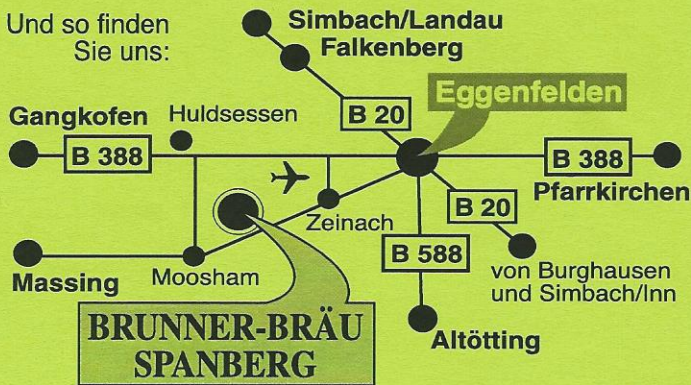 Und so finden
Sie uns:
Simbach/Landau
Falkenberg
Eggenfelden
B 20
Gangkofen
Huldsessen
B 388
B 388
Pfarrkirchen
Zeinach
B 20
B 588
von Burghausen
und Simbach/Inn
Massing
Moosham
Altötting
BRUNNER-BRÄU
SPANBERG